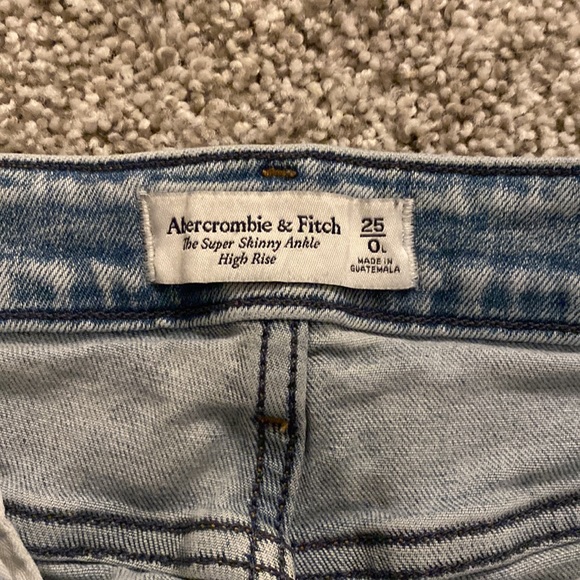 Abercrombie & Fitch
The Super Skinny Ankle
High Rise
25
0L
MADE IN
GUATEMALA